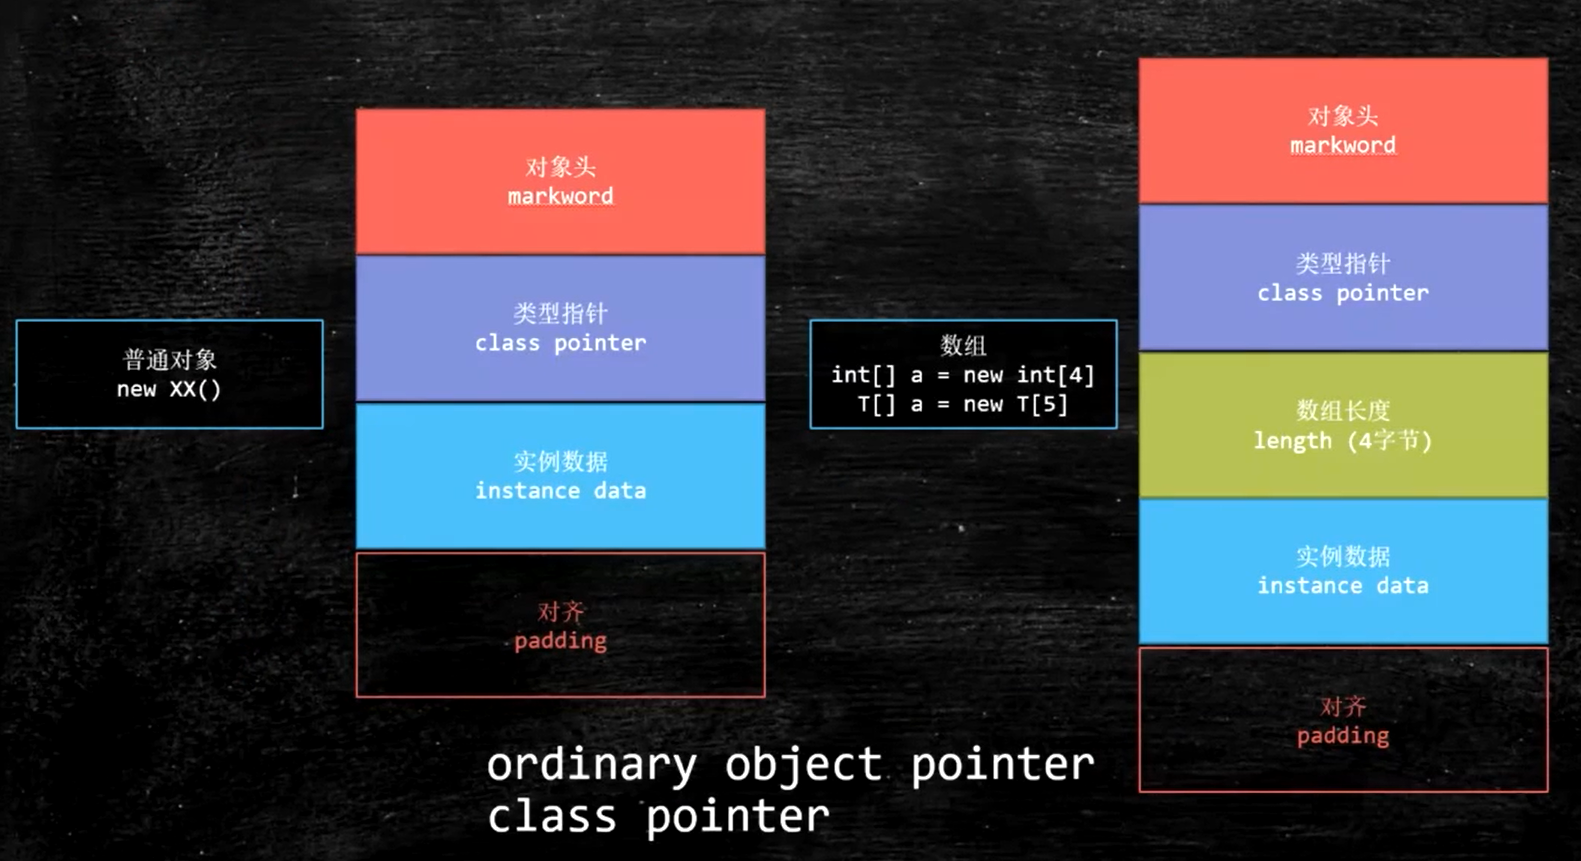 普通对象
new XX()
对象头
markword
类型指针
class pointer
实例数据
instance data
对齐
padding
数组
int[] a = new int[4]
T[] a = new T[5]
对象头
markword
类型指针
class pointer
数组长度
length (4字节)
实例数据
instance data
对齐
padding
ordinary object pointer
class pointer